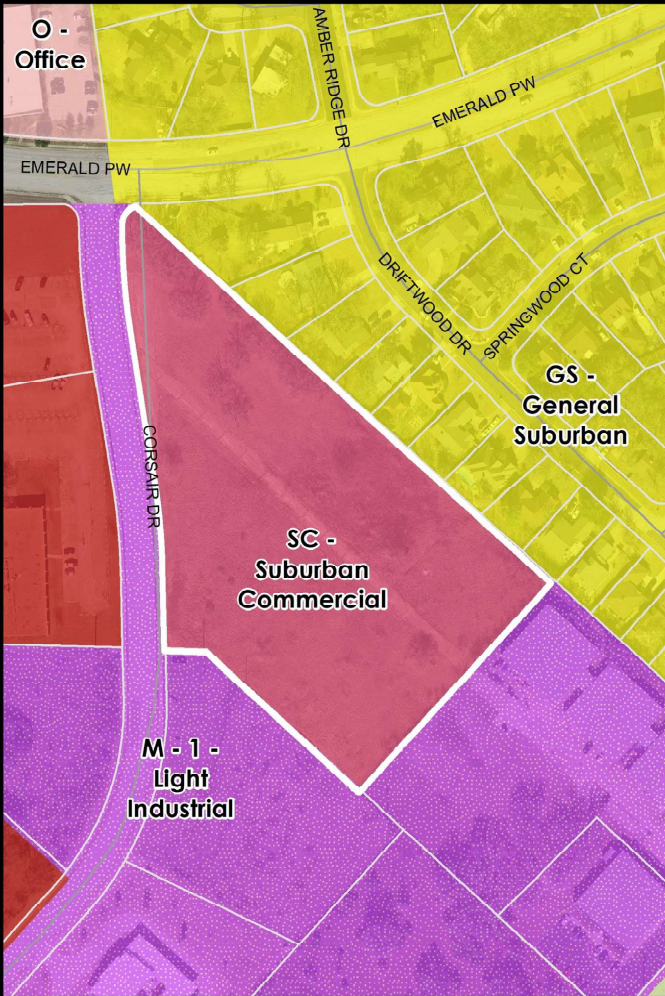 O -
Office
AMBER RIDGE DR
EMERALD PW
EMERALD PW
DRIFTWOOD DR
SPRINGWOOD CT
GS -
General
Suburban
CORSAIR DR
SC -
Suburban
Commercial
M - 1 -
Light
Industrial